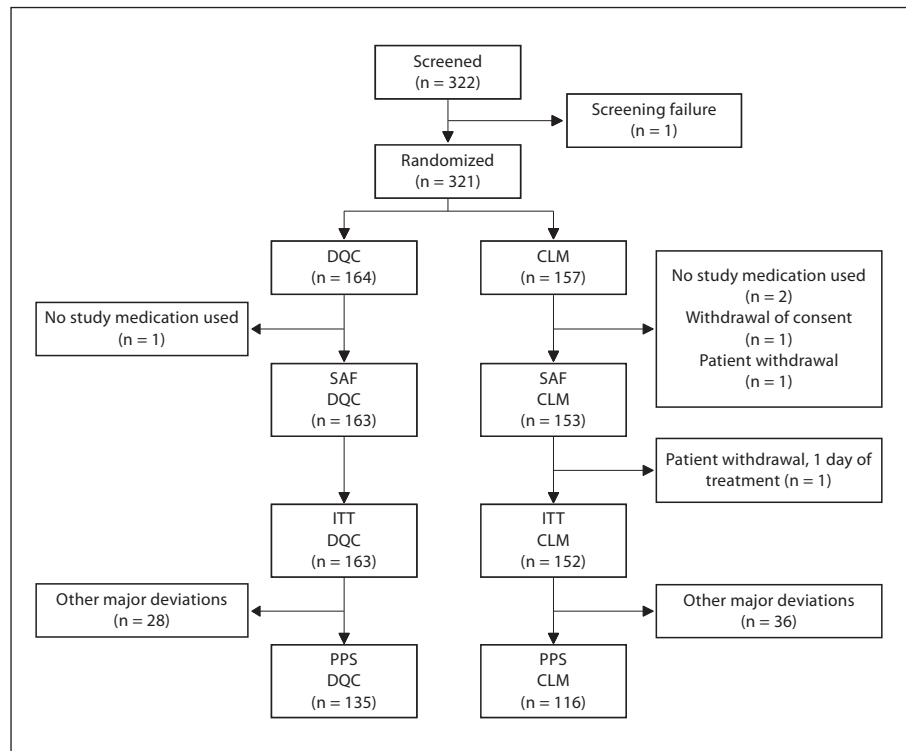 Screened
(n = 322)
Screening failure
(n = 1)
Randomized
(n = 321)
DQC
(n = 164)
CLM
(n = 157)
No study medication used
(n = 1)
No study medication used
(n = 2)
Withdrawal of consent
(n = 1)
Patient withdrawal
(n = 1)
SAF
DQC
(n = 163)
SAF
CLM
(n = 153)
Patient withdrawal, 1 day of
treatment (n = 1)
ITT
DQC
(n = 163)
ITT
CLM
(n = 152)
Other major deviations
(n = 28)
Other major deviations
(n = 36)
PPS
DQC
(n = 135)
PPS
CLM
(n = 116)